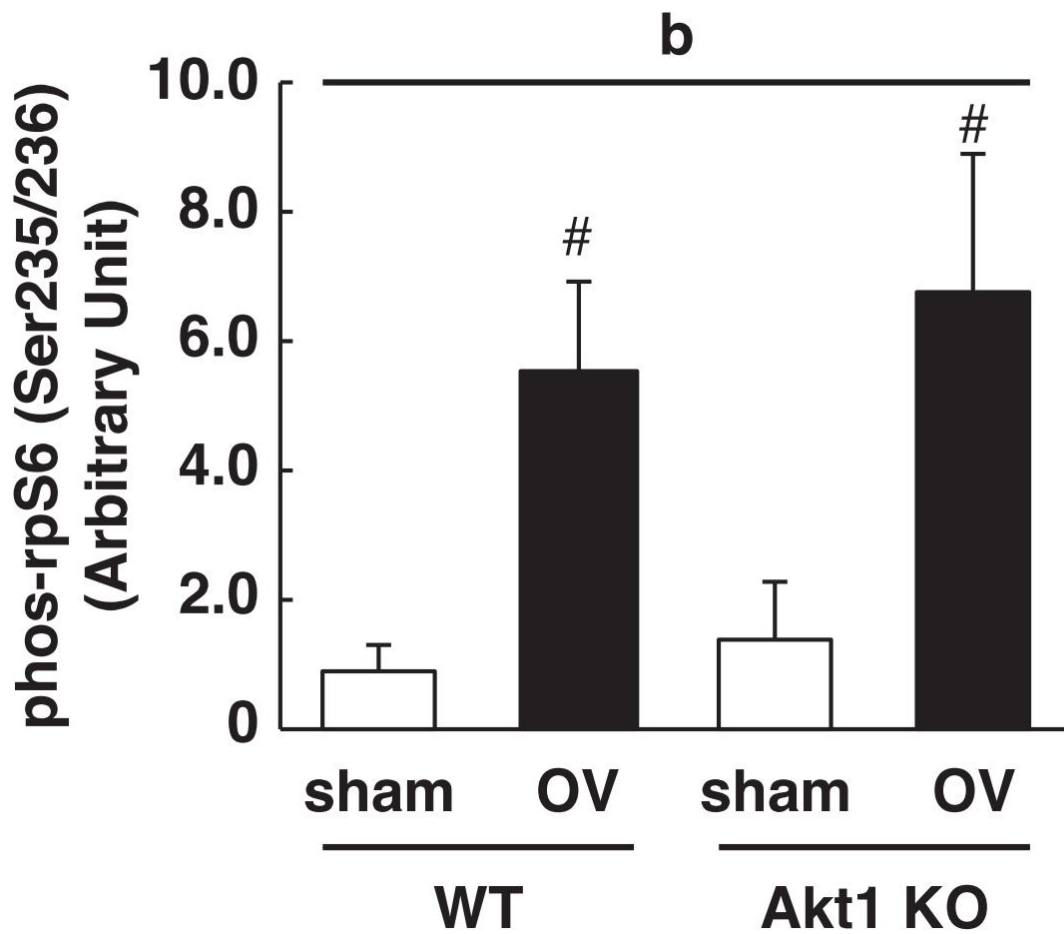 b
phos-rpS6 (Ser235/236)
(Arbitrary Unit)
10.0
8.0
6.0
4.0
2.0
0
#
#
sham OV sham OV
WT Akt1 KO